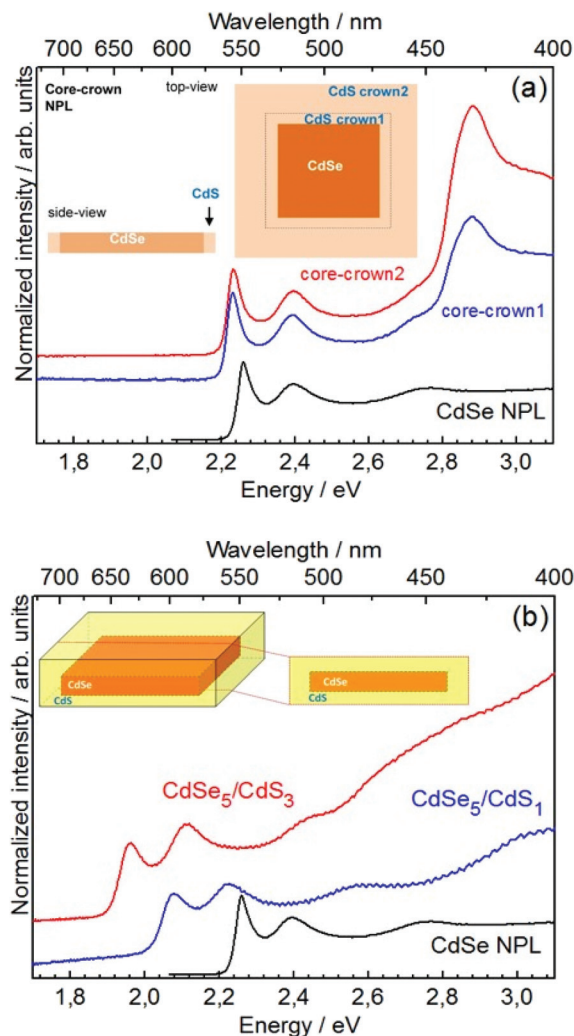 Wavelength / nm
700 650 600 550 500 450 400
Normalized intensity / arb. units
Core-crown
NPL
top-view
(a)
CdS crown2
CdS crown1
CdSe
CdS
side-view
CdSe
core-crown2
core-crown1
CdSe NPL
1,8 2,0 2,2 2,4 2,6 2,8 3,0
Energy / eV
Wavelength / nm
700 650 600 550 500 450 400
Normalized intensity / arb. units
(b)
CdSe
CdS
CdSe
CdS
CdSe5/CdS3
CdSe5/CdS1
CdSe NPL
1,8 2,0 2,2 2,4 2,6 2,8 3,0
Energy / eV